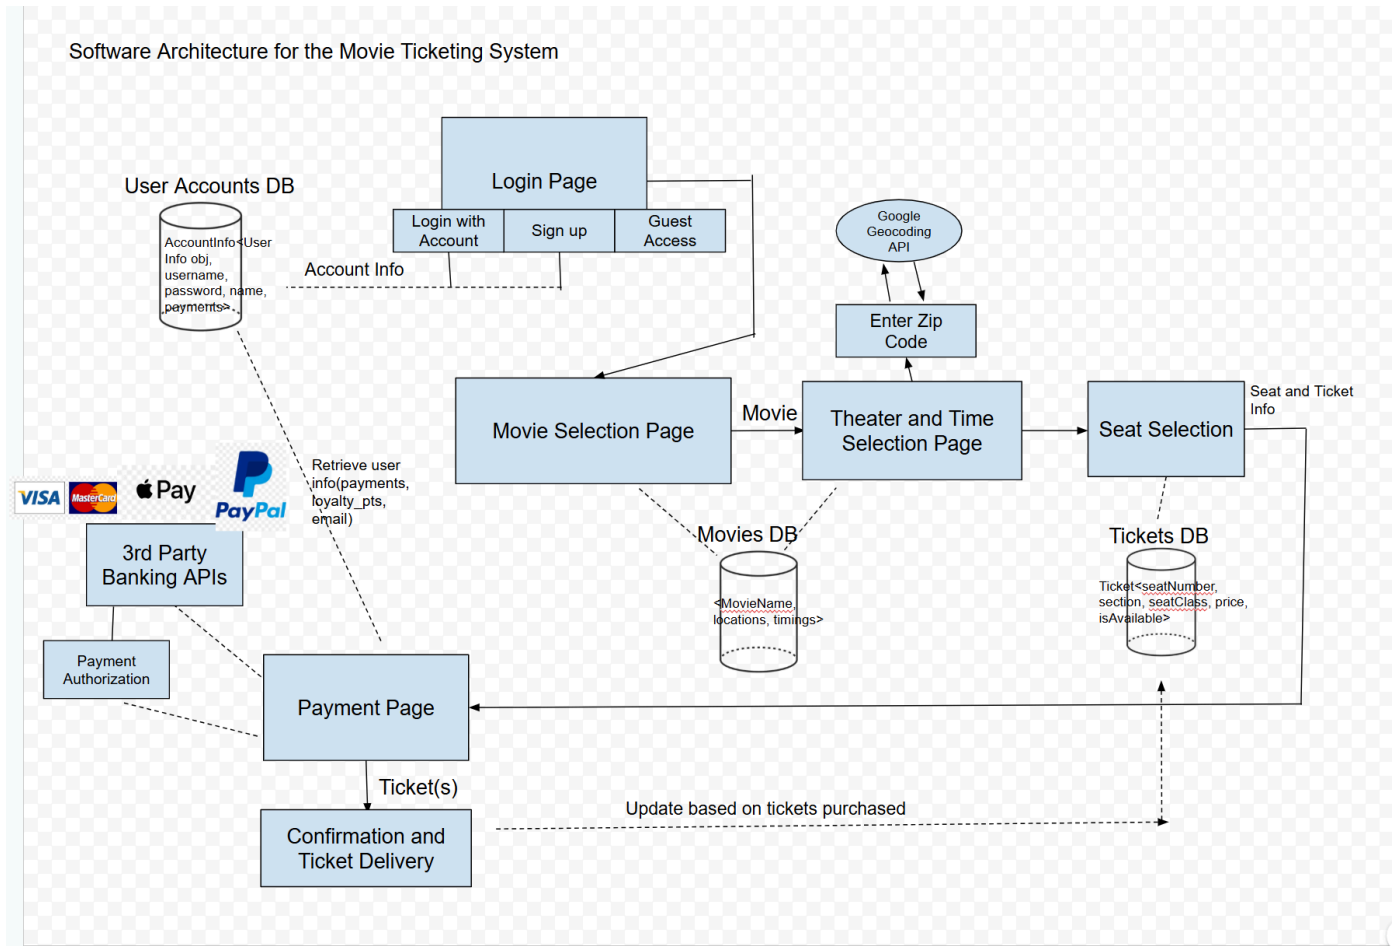 Software Architecture for the Movie Ticketing System
User Accounts DB
AccountInfo<User
Info obj,
username,
password, name,
payments>
Account Info
Login Page
Login with
Account
Sign up
Guest
Access
Google
Geocoding
API
Enter Zip
Code
Movie Selection Page
Movie
Theater and Time
Selection Page
Seat Selection
Seat and Ticket
Info
Retrieve user
info(payments,
loyalty_pts,
email)
VISA
MasterCard
Pay
PayPal
3rd Party
Banking APIs
Payment
Authorization
Movies DB
<MovieName,
locations, timings>
Tickets DB
Ticket<seatNumber,
section, seatClass, price,
isAvailable>
Payment Page
Ticket(s)
Confirmation and
Ticket Delivery
Update based on tickets purchased